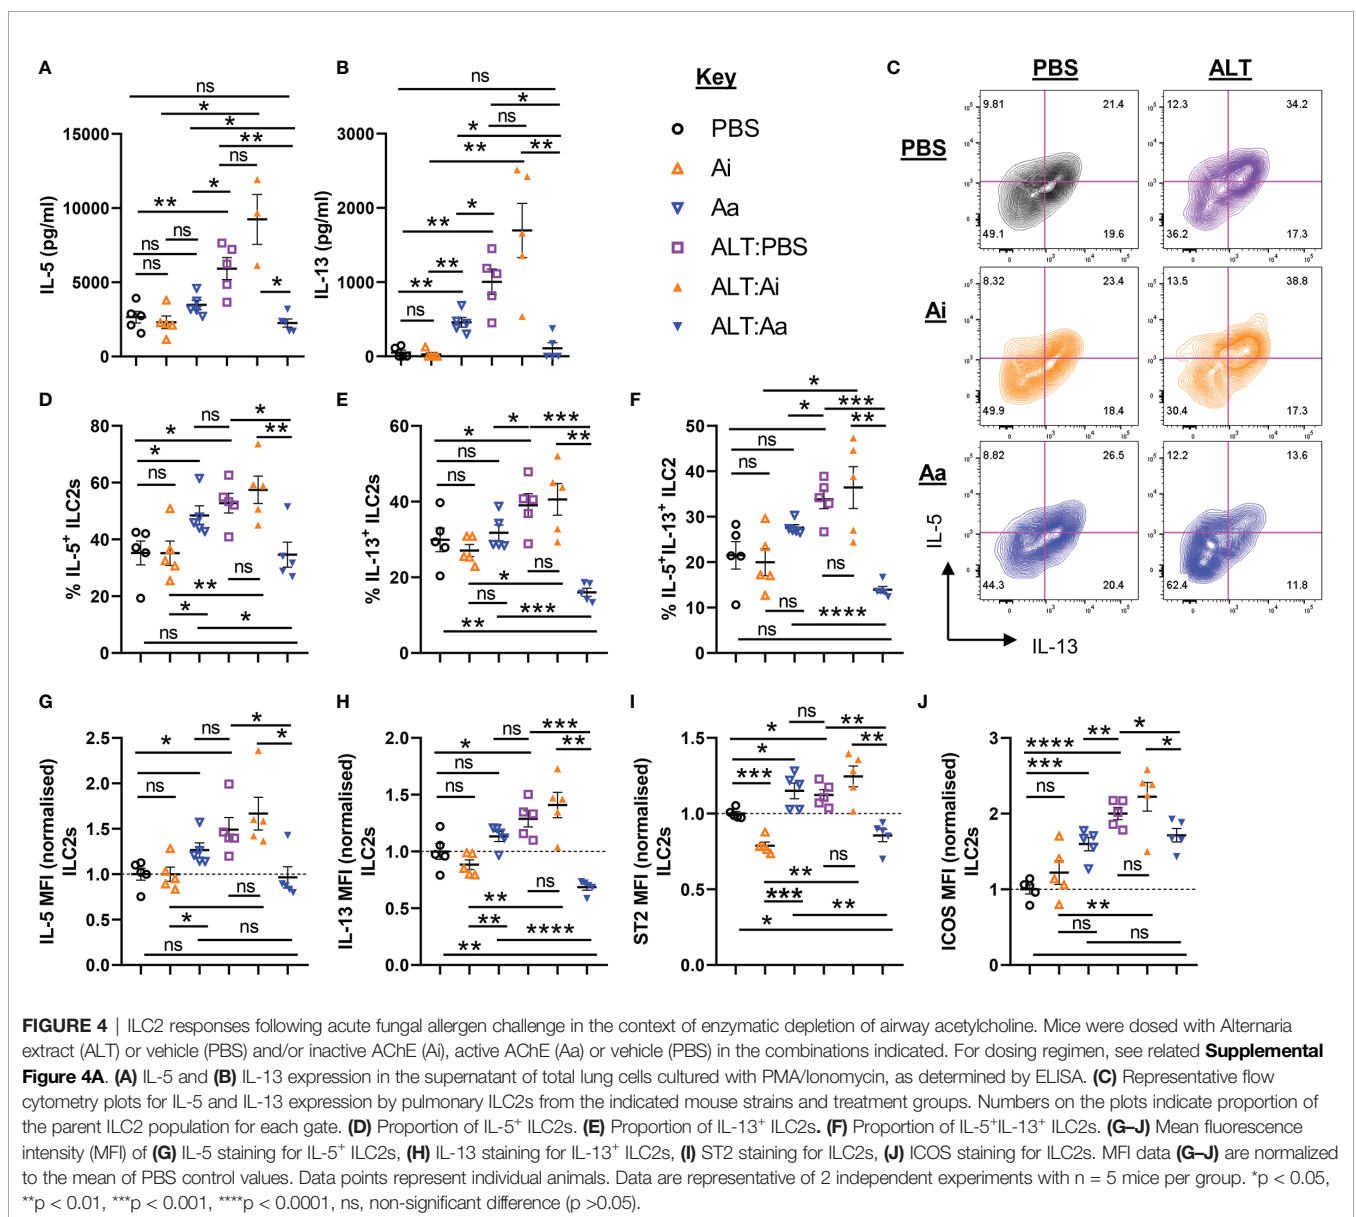 A
ns
*
*
**
ns
*
**
ns
ns
ns
*
15000
10000
5000
0
IL-5 (pg/ml)
B
ns
*
ns
*
**
**
*
**
**
**
ns
3000
2000
1000
0
IL-13 (pg/ml)
Key
PBS
Ai
Aa
ALT:PBS
ALT:Ai
ALT:Aa
C
PBS
ALT
PBS
9.81
21.4
49.1
19.6
12.3
34.2
36.2
17.3
Ai
8.32
23.4
49.9
18.4
13.5
38.8
30.4
17.3
Aa
8.82
26.5
44.3
20.4
12.2
13.6
62.4
11.8
0
10³
10⁴
10⁵
IL-5
IL-13
D
ns
*
*
**
*
ns
ns
**
*
*
ns
80
60
40
20
0
% IL-5⁺ ILC2s
E
*
***
*
**
ns
ns
ns
*
ns
***
**
60
40
20
0
% IL-13⁺ ILC2s
F
*
***
*
**
ns
ns
ns
ns
****
ns
50
40
30
20
10
0
% IL-5⁺IL-13⁺ ILC2
G
ns
*
*
*
ns
ns
ns
*
ns
ns
2.5
2.0
1.5
1.0
0.5
0.0
IL-5 MFI (normalised)
ILC2s
H
ns
***
*
**
ns
ns
ns
**
**
****
**
2.0
1.5
1.0
0.5
0.0
IL-13 MFI (normalised)
ILC2s
I
ns
**
*
**
*
***
ns
**
***
**
*
1.5
1.0
0.5
0.0
ST2 MFI (normalised)
ILC2s
J
**
*
****
*
***
ns
ns
**
ns
ns
3
2
1
0
ICOS MFI (normalised)
ILC2s
FIGURE 4 | ILC2 responses following acute fungal allergen challenge in the context of enzymatic depletion of airway acetylcholine. Mice were dosed with Alternaria
extract (ALT) or vehicle (PBS) and/or inactive AChE (Ai), active AChE (Aa) or vehicle (PBS) in the combinations indicated. For dosing regimen, see related Supplemental
Figure 4A. (A) IL-5 and (B) IL-13 expression in the supernatant of total lung cells cultured with PMA/Ionomycin, as determined by ELISA. (C) Representative flow
cytometry plots for IL-5 and IL-13 expression by pulmonary ILC2s from the indicated mouse strains and treatment groups. Numbers on the plots indicate proportion of
the parent ILC2 population for each gate. (D) Proportion of IL-5⁺ ILC2s. (E) Proportion of IL-13⁺ ILC2s. (F) Proportion of IL-5⁺IL-13⁺ ILC2s. (G–J) Mean fluorescence
intensity (MFI) of (G) IL-5 staining for IL-5⁺ ILC2s, (H) IL-13 staining for IL-13⁺ ILC2s, (I) ST2 staining for ILC2s, (J) ICOS staining for ILC2s. MFI data (G–J) are normalized
to the mean of PBS control values. Data points represent individual animals. Data are representative of 2 independent experiments with n = 5 mice per group. *p < 0.05,
**p < 0.01, ***p < 0.001, ****p < 0.0001, ns, non-significant difference (p >0.05).